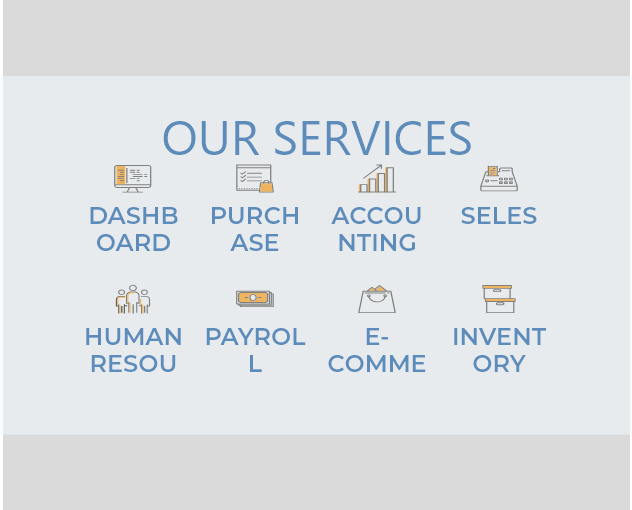 OUR SERVICES
DASHB
OARD
PURCH
ASE
ACCOU
NTING
SELES
HUMAN
RESOU
PAYROL
L
E-
COMME
INVENT
ORY